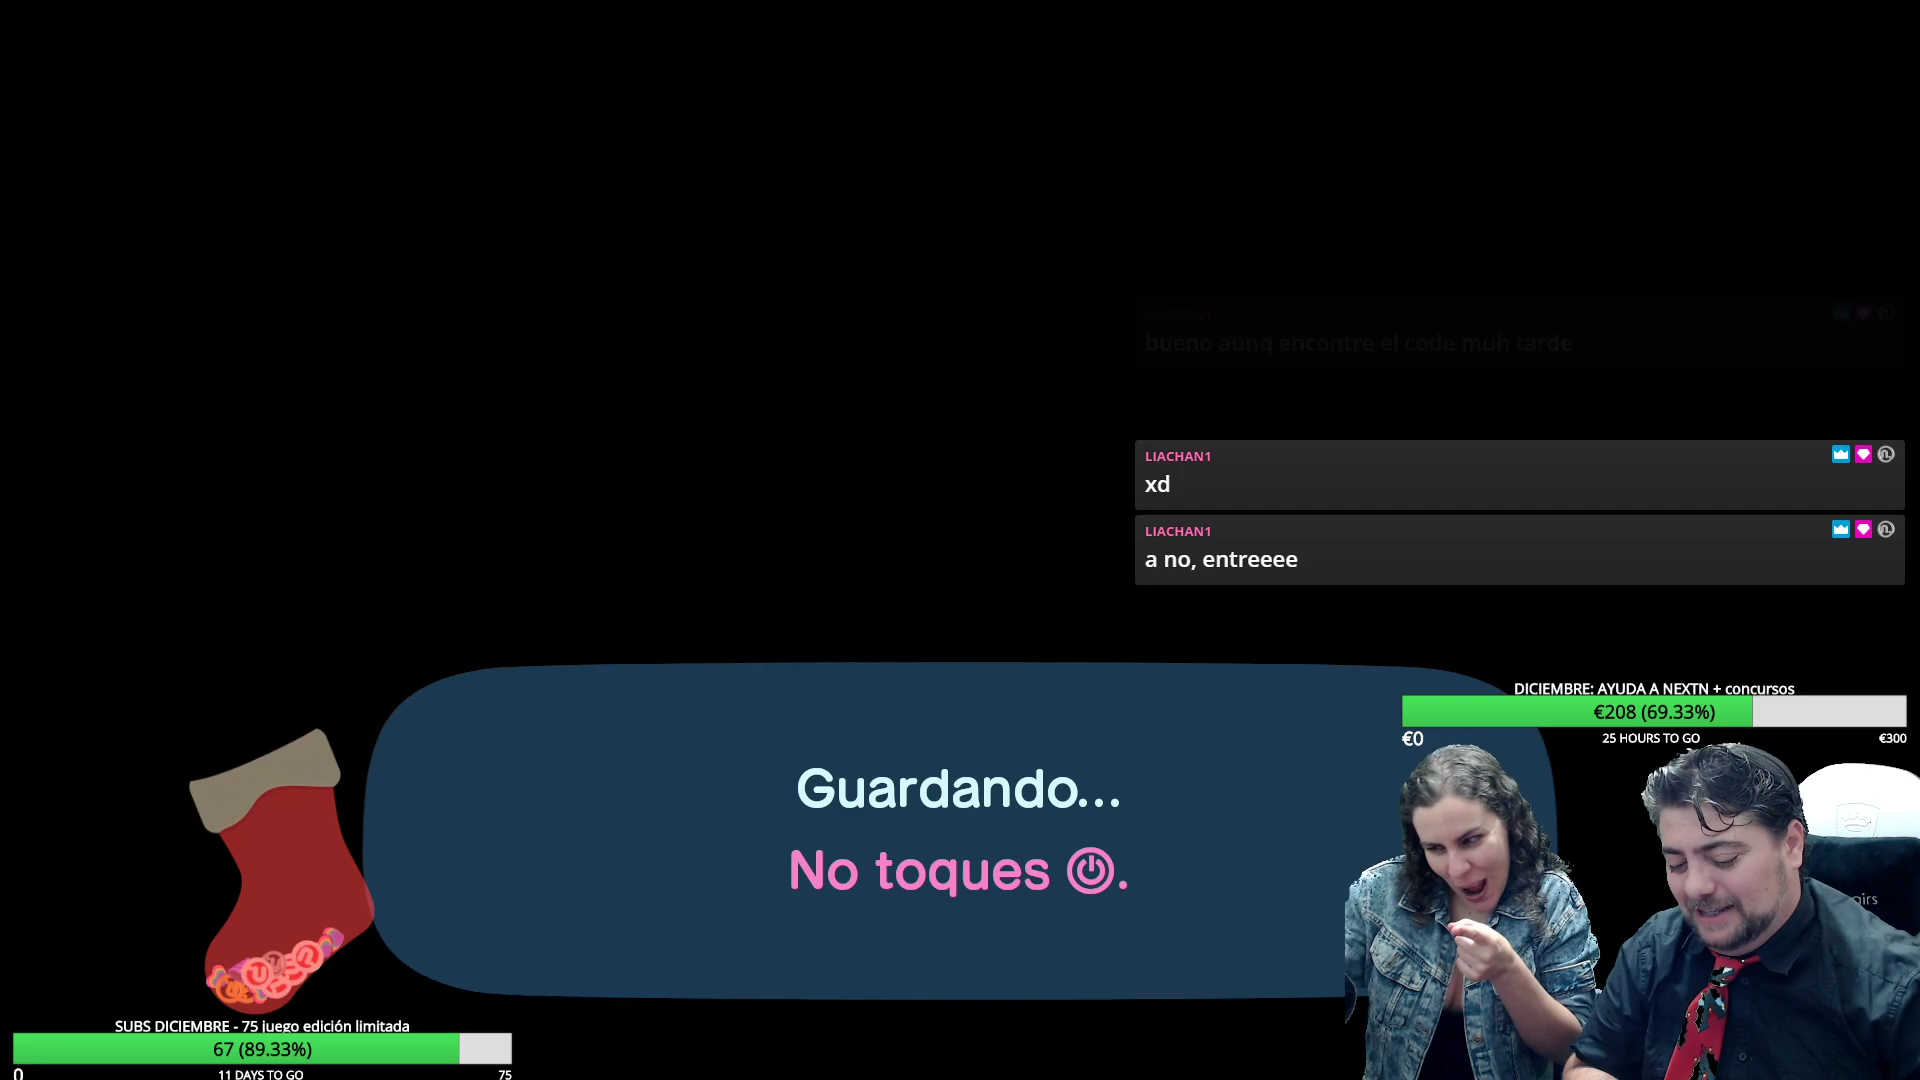 bueno aunq encontre el code muh tarde
LIACHAN1
xd
LIACHAN1
a no, entreeee
DICIEMBRE: AYUDA A NEXTN + concursos
€208 (69.33%)
€0
25 HOURS TO GO
€300
Guardando...
No toques .
SUBS DICIEMBRE - 75 juego edición limitada
67 (89.33%)
0
11 DAYS TO GO
75